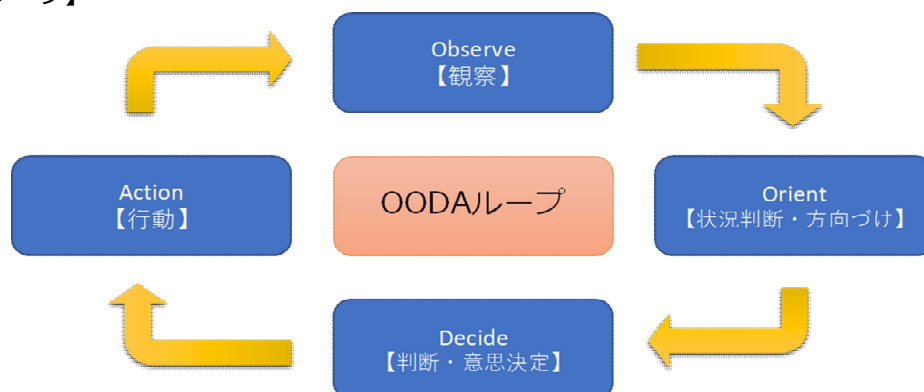 プ】
Observe
【観察】
Action
【行動】
OODAループ
Orient
【状況判断・方向づけ】
Decide
【判断・意思決定】